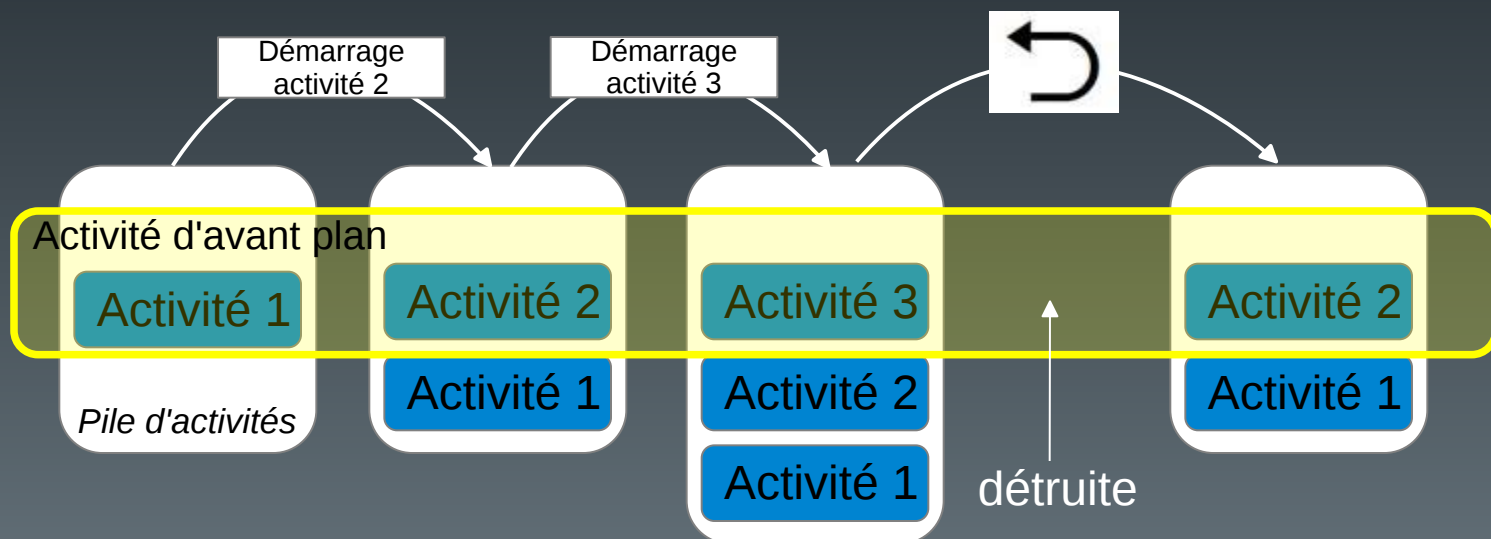 Démarrage
activité 2
Démarrage
activité 3
Activité d'avant plan
Activité 1
Activité 2
Activité 3
Activité 2
Activité 1
Activité 2
Activité 1
Pile d'activités
Activité 1
détruite